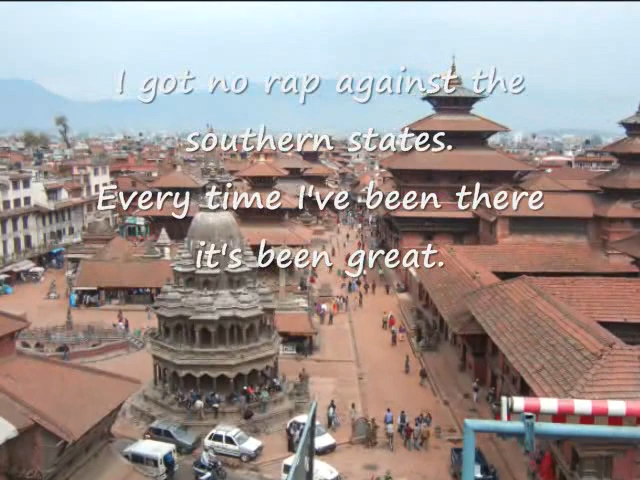 I got no rap against the
southern states.
Every time I've been there
it's been great.